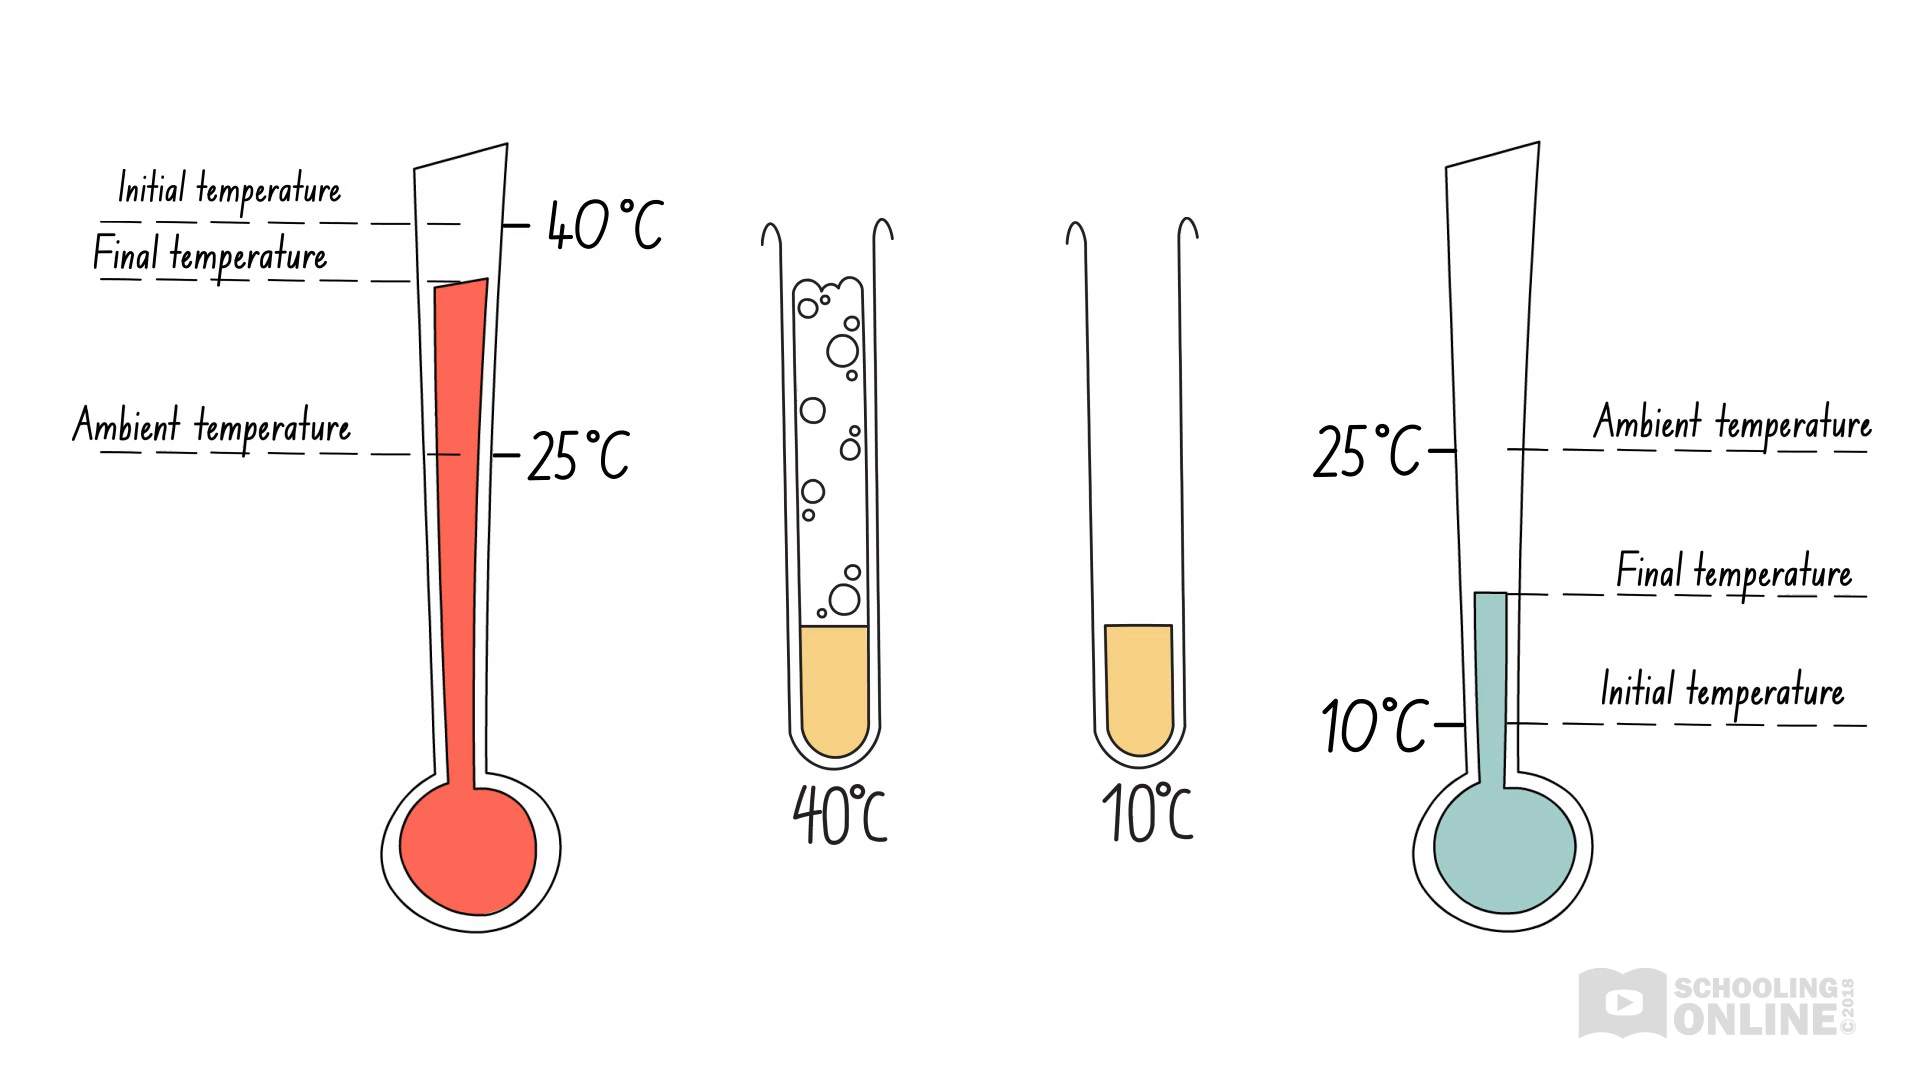 Initial temperature
40°C
Final temperature
Ambient temperature
25°C
40°C
10°C
25°C
Ambient temperature
Final temperature
Initial temperature
10°C
SCHOOLING
ONLINE
©2018